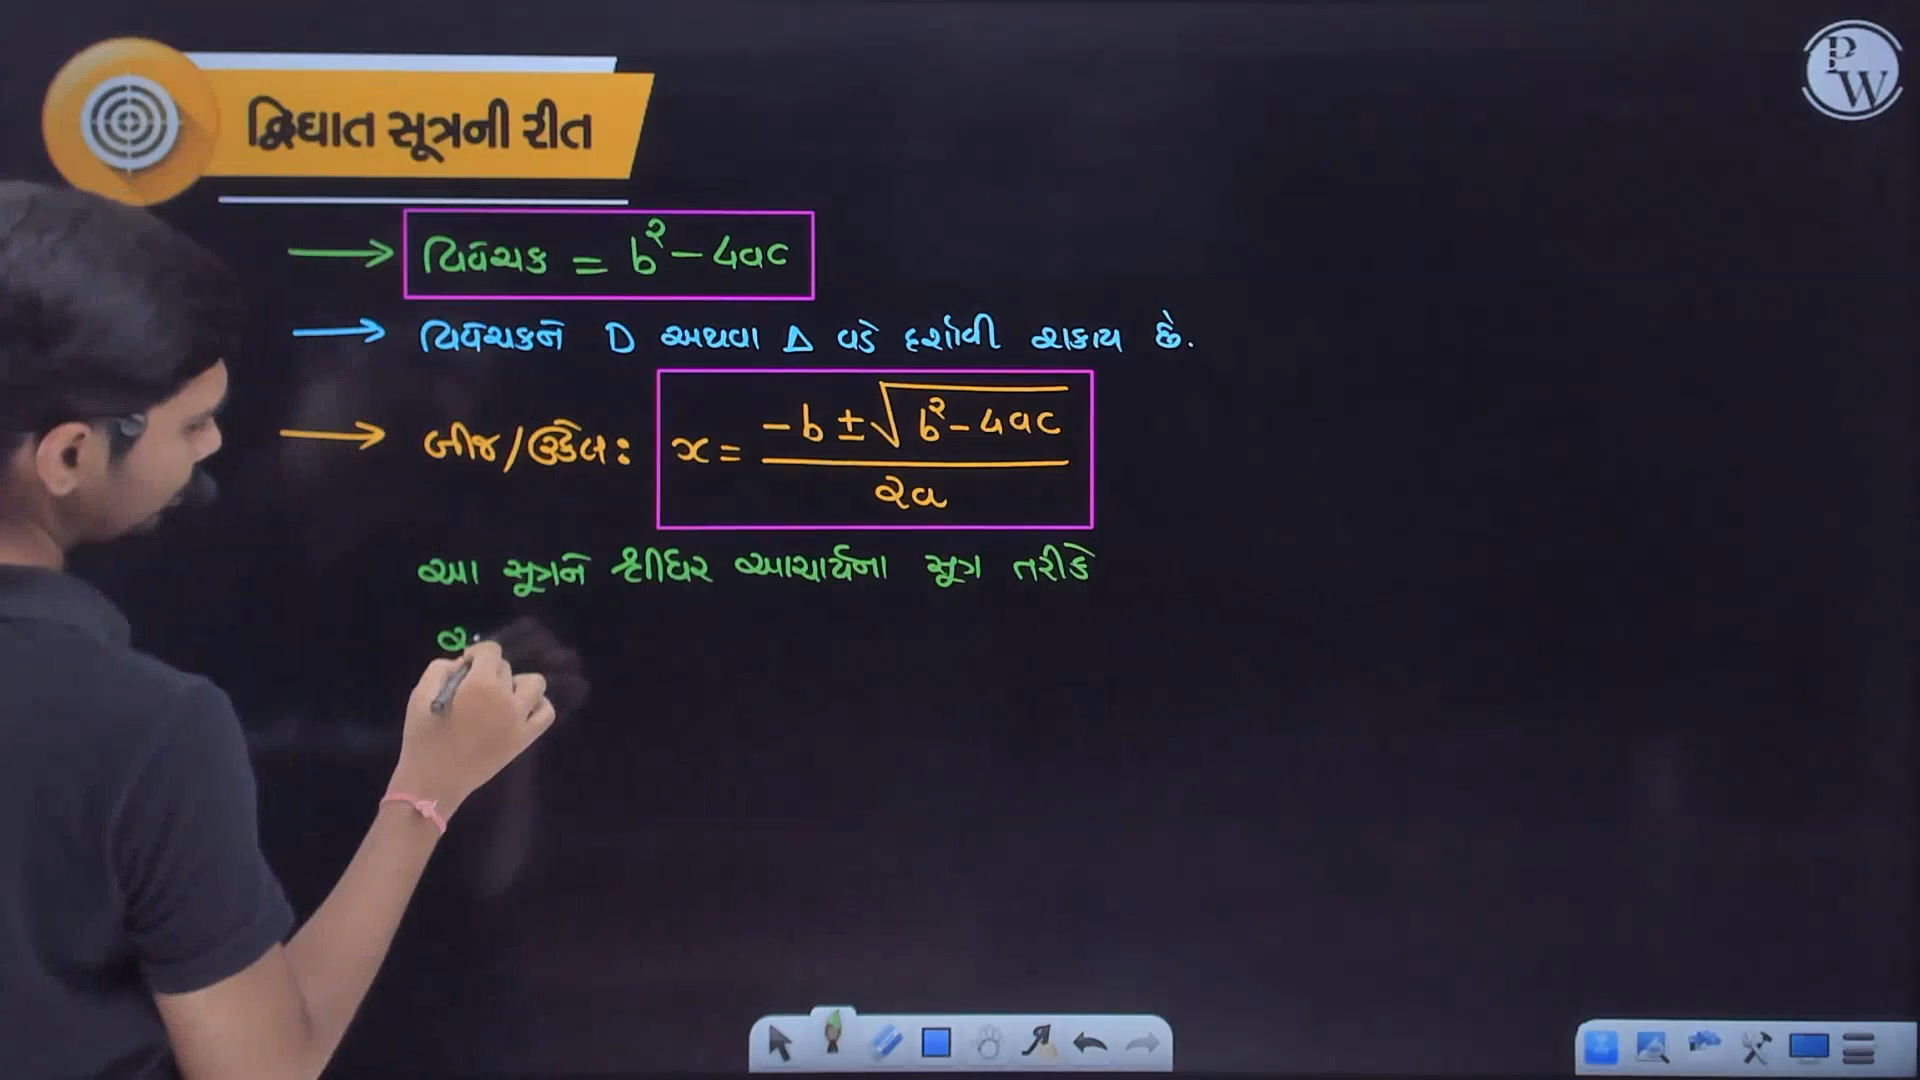 PW
દ્વિઘાત સૂત્રની રીત
→ વિવેચક = b² - 4ac
→ વિવેચકને D અથવા Δ વડે દર્શાવી શકાય છે.
→ બીજ/ઉકેલ: x = (-b ± √(b² - 4ac)) / 2a
આ સૂત્રને શ્રીધર આચાર્યના સૂત્ર તરીકે